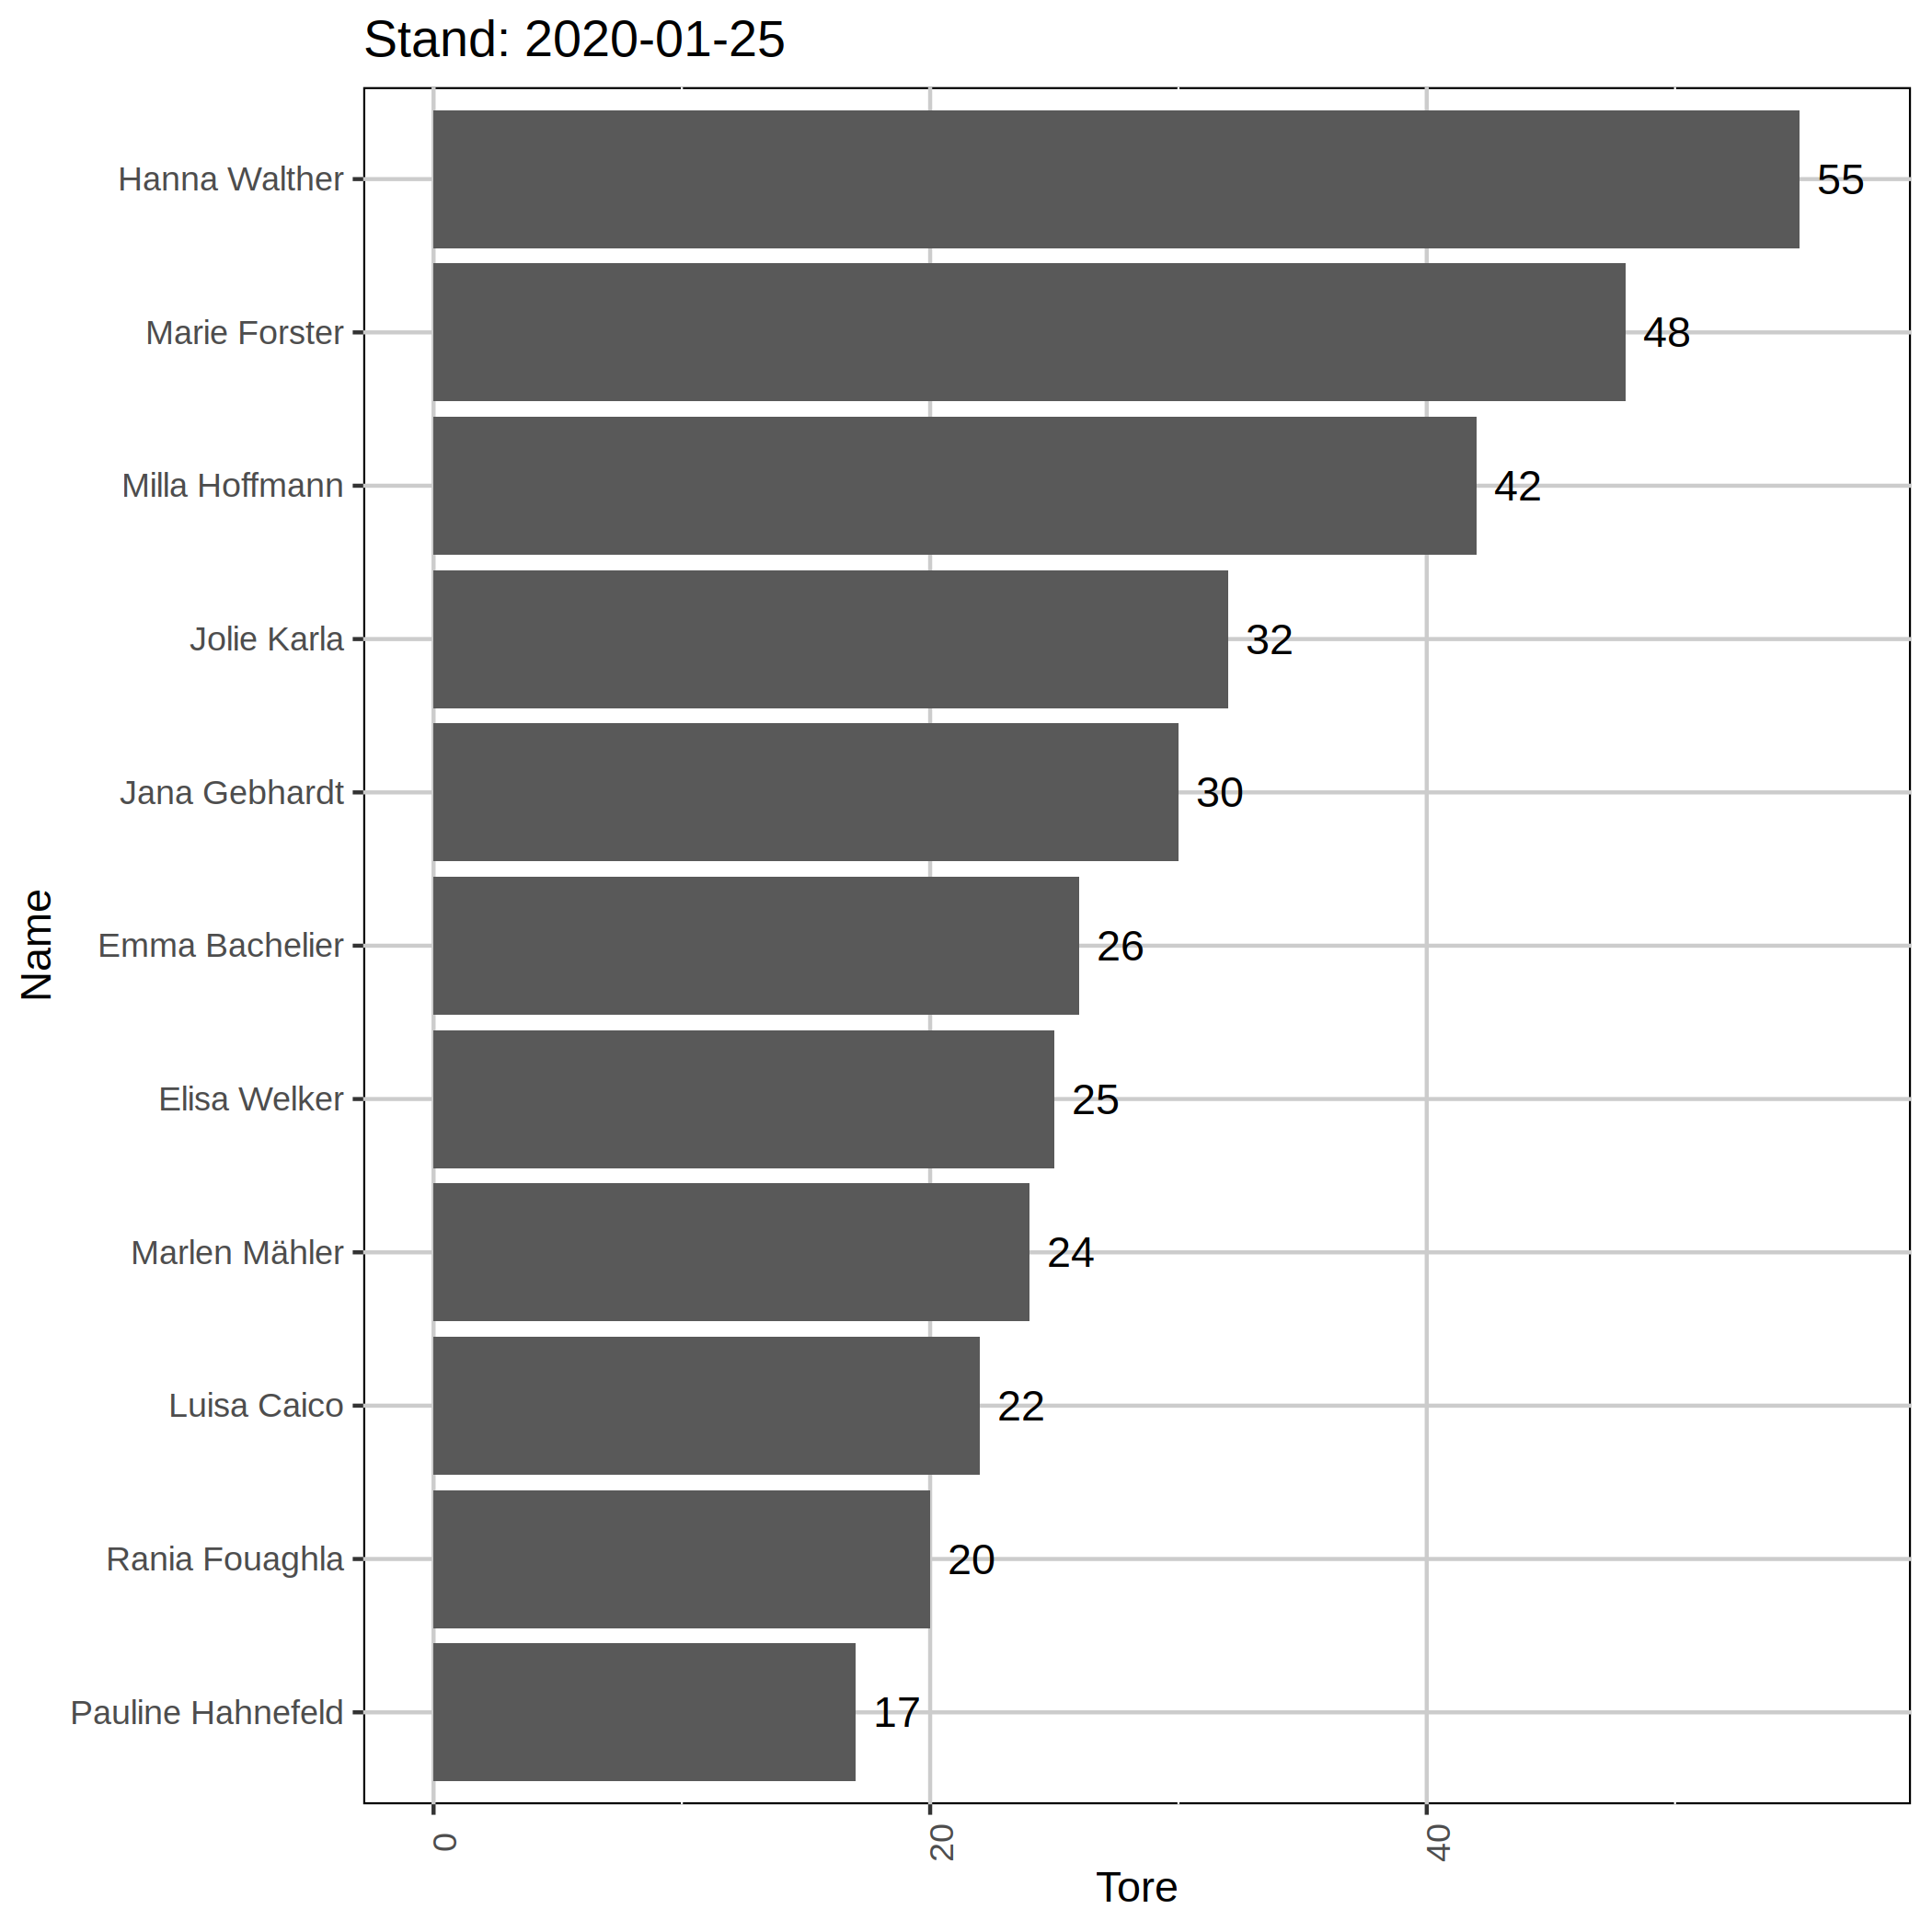 Stand: 2020-01-25
Hanna Walther 55
Marie Forster 48
Milla Hoffmann 42
Jolie Karla 32
Jana Gebhardt 30
Emma Bachelier 26
Elisa Welker 25
Marlen Mähler 24
Luisa Caico 22
Rania Fouaghla 20
Pauline Hahnefeld 17
Name
0 20 40
Tore